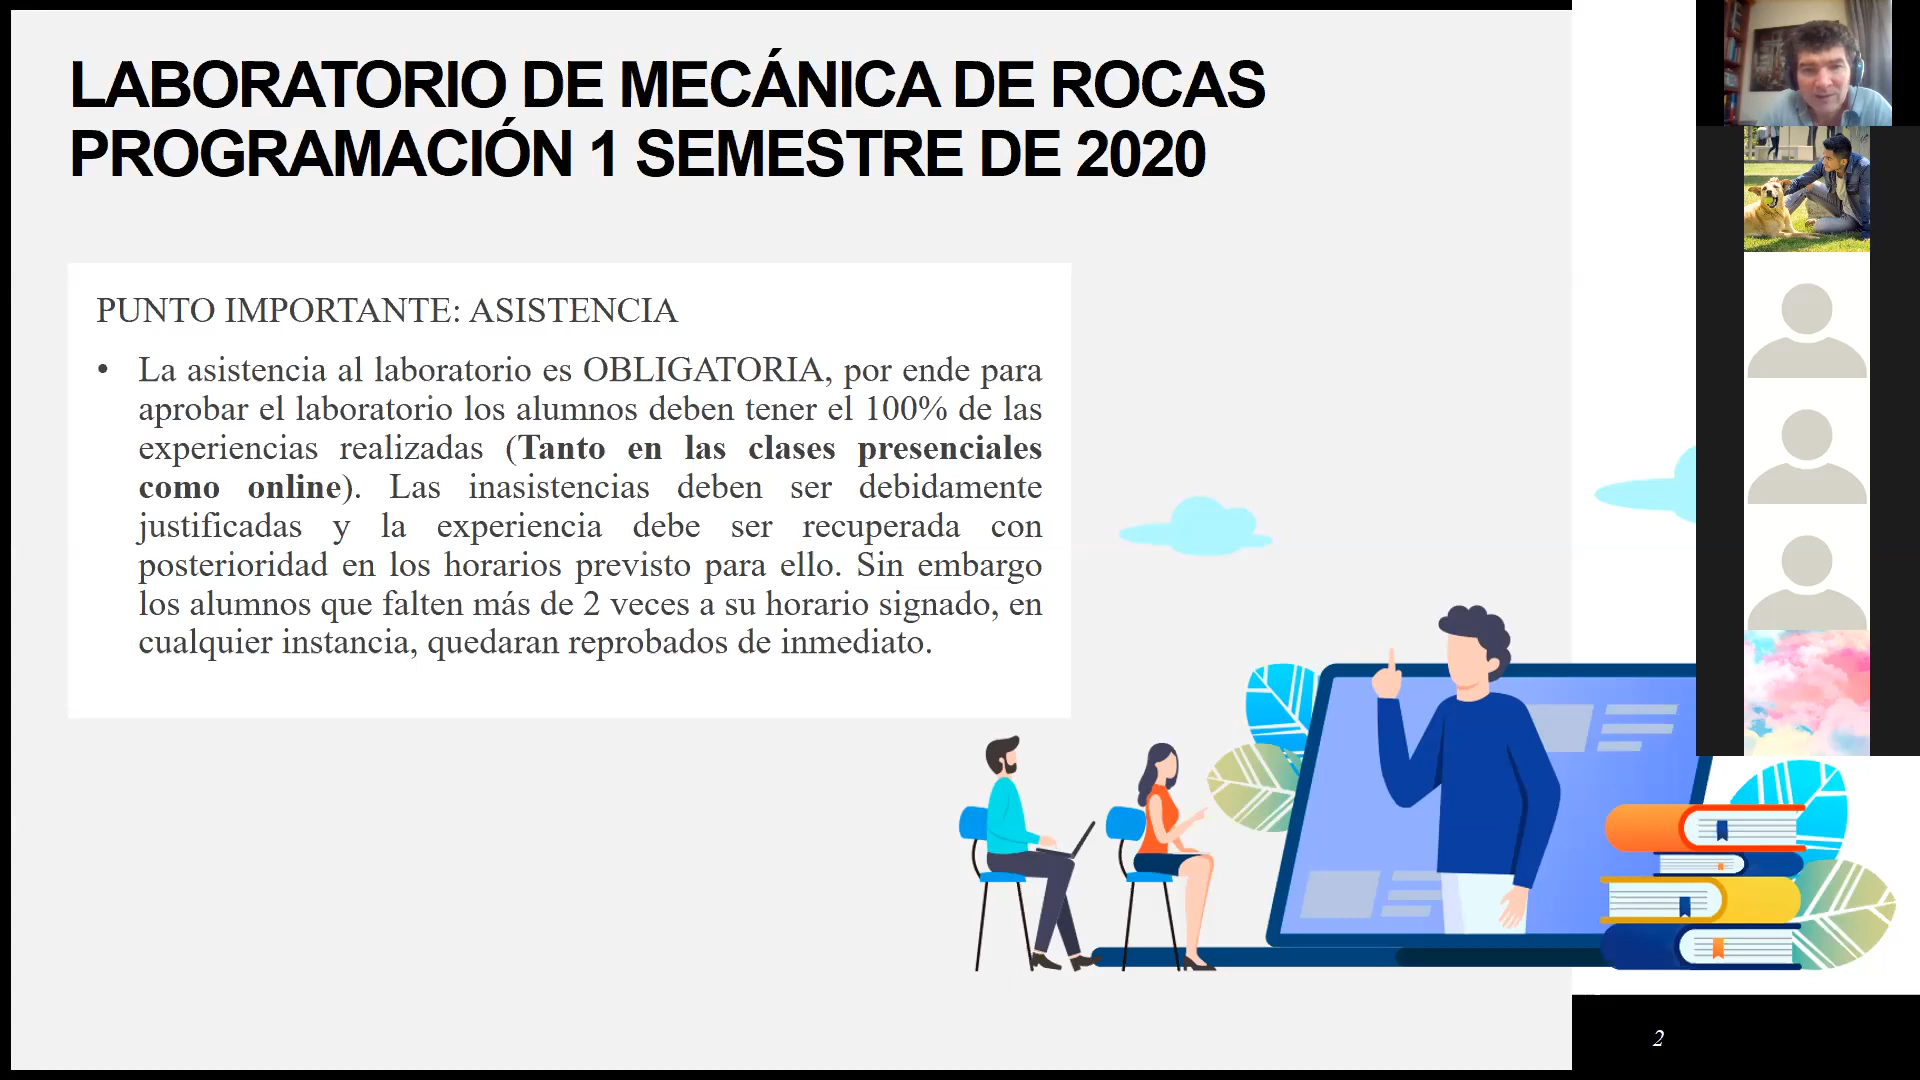 LABORATORIO DE MECÁNICA DE ROCAS
PROGRAMACIÓN 1 SEMESTRE DE 2020
PUNTO IMPORTANTE: ASISTENCIA
• La asistencia al laboratorio es OBLIGATORIA, por ende para
aprobar el laboratorio los alumnos deben tener el 100% de las
experiencias realizadas (Tanto en las clases presenciales
como online). Las inasistencias deben ser debidamente
justificadas y la experiencia debe ser recuperada con
posterioridad en los horarios previsto para ello. Sin embargo
los alumnos que falten más de 2 veces a su horario signado, en
cualquier instancia, quedaran reprobados de inmediato.
2